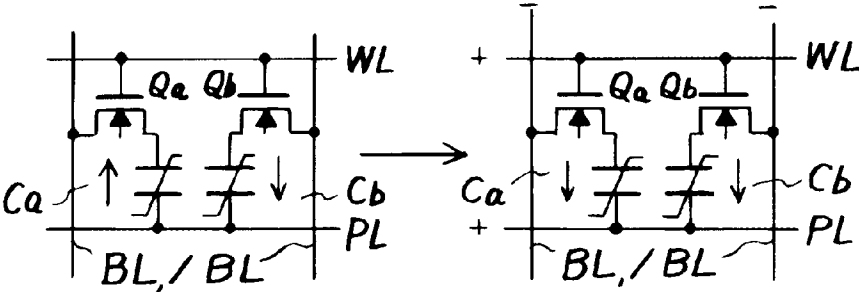 − −
WL + WL
Qa Qb Qa Qb
Ca Cb Ca Cb
PL + PL
BL, / BL BL, / BL